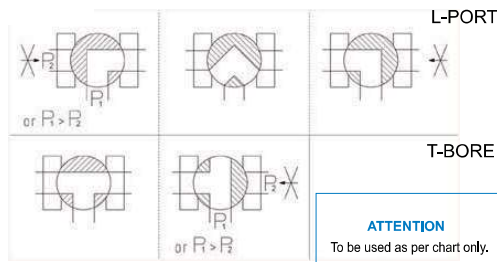 L-PORT
P₂
P₁
or P₁ > P₂
T-BORE
P₂
P₁
or P₁ > P₂
ATTENTION
To be used as per chart only.